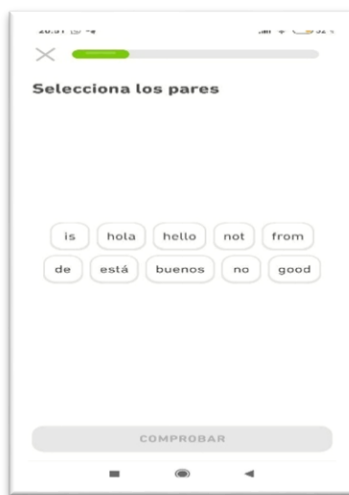 Selecciona los pares
is hola hello not from
de está buenos no good
COMPROBAR